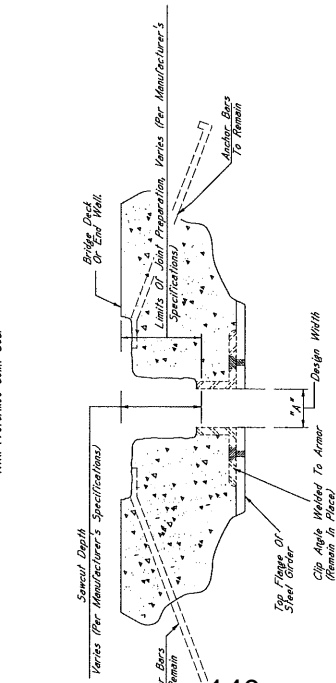 Sawcut Depth
Varies (Per Manufacturer's Specifications)
Bridge Deck
Or End Wall.
Limits Of Joint Preparation, Varies (Per Manufacturer's
Specifications)
Anchor Bars
To Remain
Bars
Remain
Top Flange Of
Steel Girder
Clip Angle Welded To Armor
(Remain In Place)
"A"
Design Width